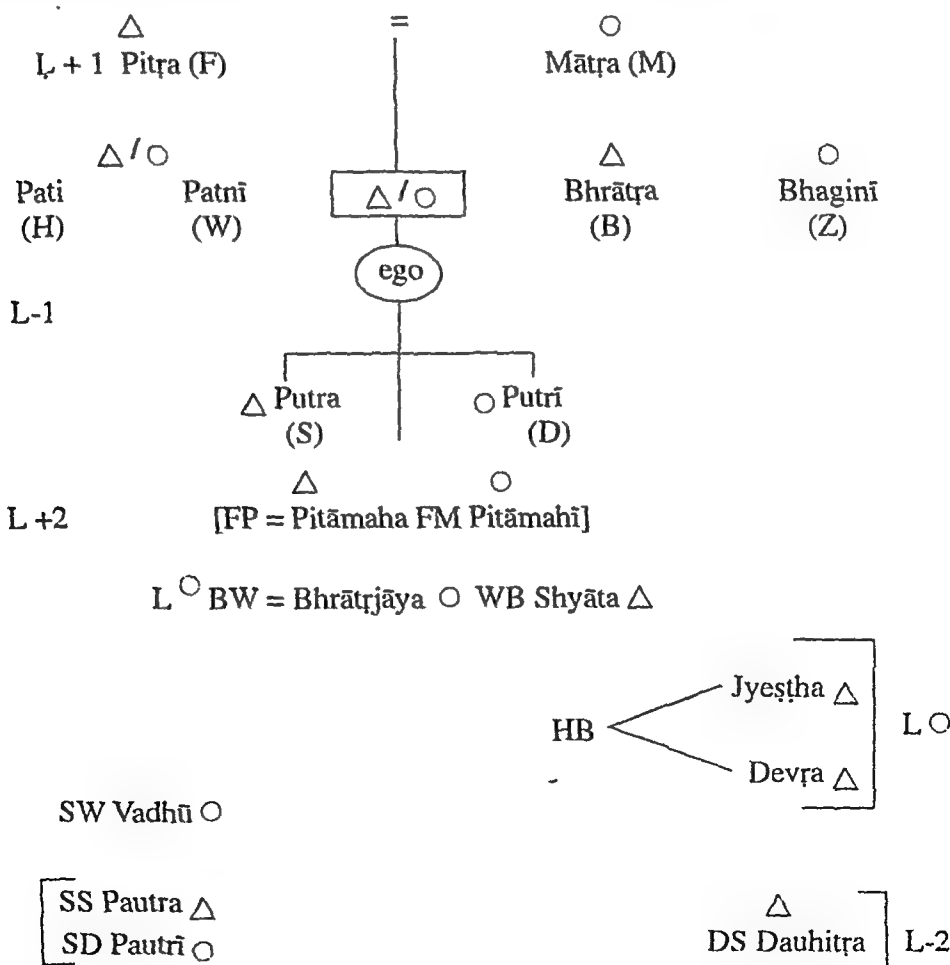 =
L + 1 Pitṛa (F) Mātṛa (M)
/
Pati Patnī / Bhrātṛa Bhaginī
(H) (W) (B) (Z)
ego
L-1
Putra Putrī
(S) (D)
L +2 [FP = Pitāmaha FM Pitāmahī]
L BW = Bhrātṛjāya WB Shyāta
Jyeṣṭha
HB L
Devṛa
SW Vadhū
SS Pautra
SD Pautrī DS Dauhitra L-2